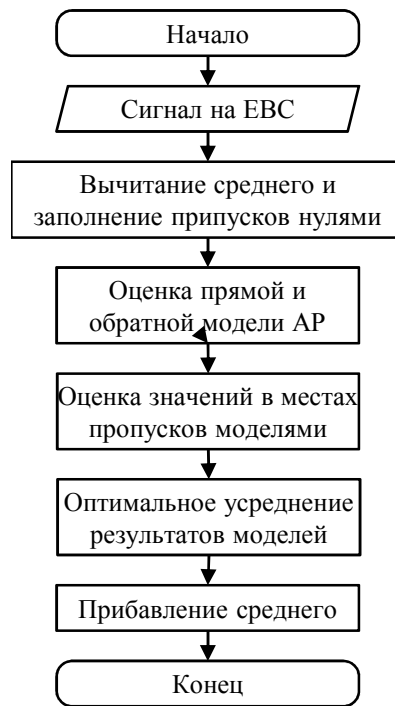 Начало
Сигнал на ЕВС
Вычитание среднего и
заполнение припусков нулями
Оценка прямой и
обратной модели АР
Оценка значений в местах
пропусков моделями
Оптимальное усреднение
результатов моделей
Прибавление среднего
Конец